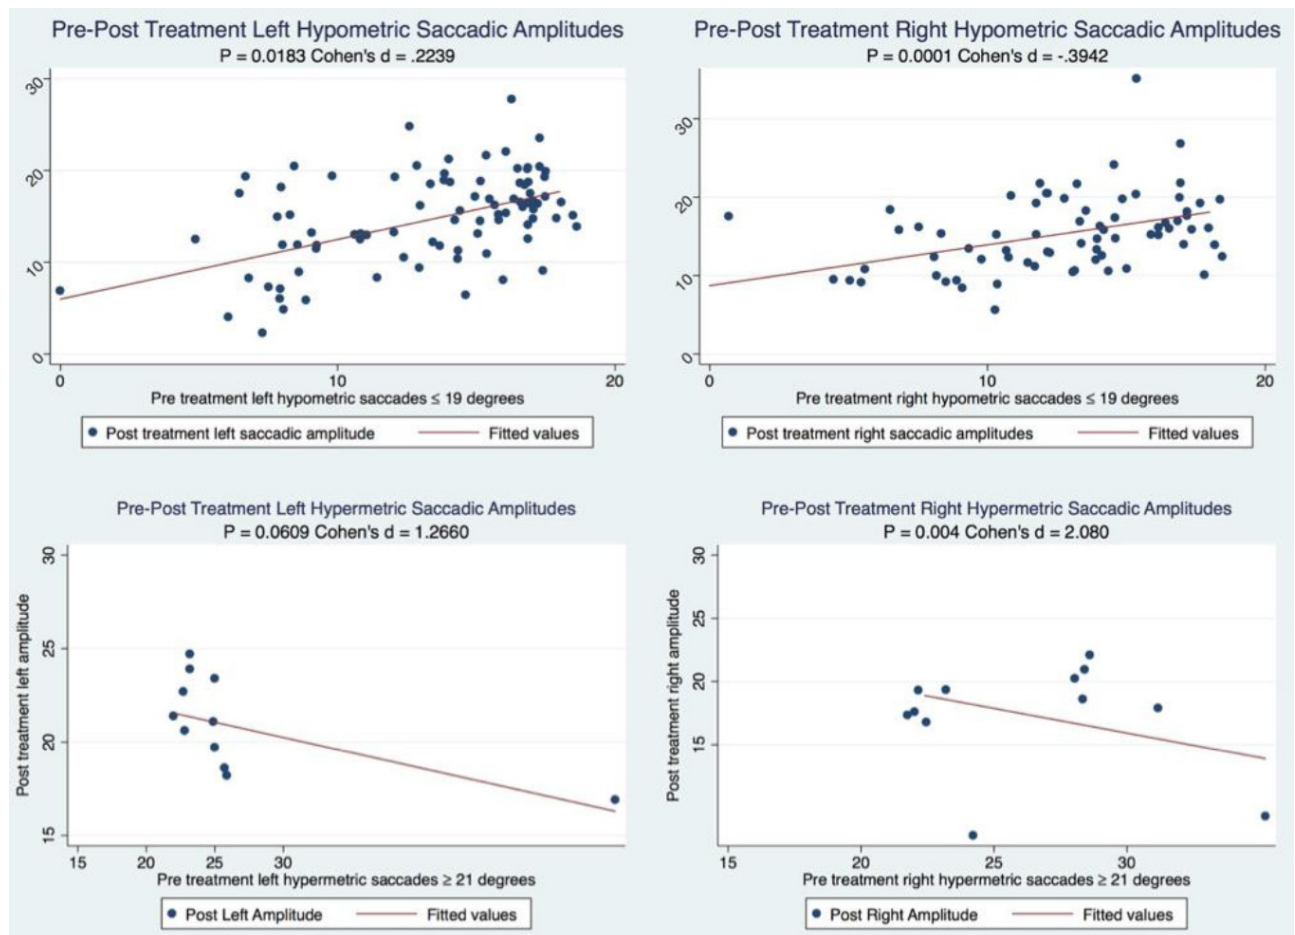 Pre-Post Treatment Left Hypometric Saccadic Amplitudes
P = 0.0183 Cohen's d = .2239
30
20
10
0
0 10 20
Pre treatment left hypometric saccades ≤ 19 degrees
Post treatment left saccadic amplitude Fitted values
Pre-Post Treatment Right Hypometric Saccadic Amplitudes
P = 0.0001 Cohen's d = -.3942
30
20
10
0
0 10 20
Pre treatment right hypometric saccades ≤ 19 degrees
Post treatment right saccadic amplitudes Fitted values
Pre-Post Treatment Left Hypermetric Saccadic Amplitudes
P = 0.0609 Cohen's d = 1.2660
Post treatment left amplitude
30
25
20
15
15 20 25 30
Pre treatment left hypermetric saccades ≥ 21 degrees
Post Left Amplitude Fitted values
Pre-Post Treatment Right Hypermetric Saccadic Amplitudes
P = 0.004 Cohen's d = 2.080
Post treatment right amplitude
30
25
20
15
15 20 25 30
Pre treatment right hypermetric saccades ≥ 21 degrees
Post Right Amplitude Fitted values